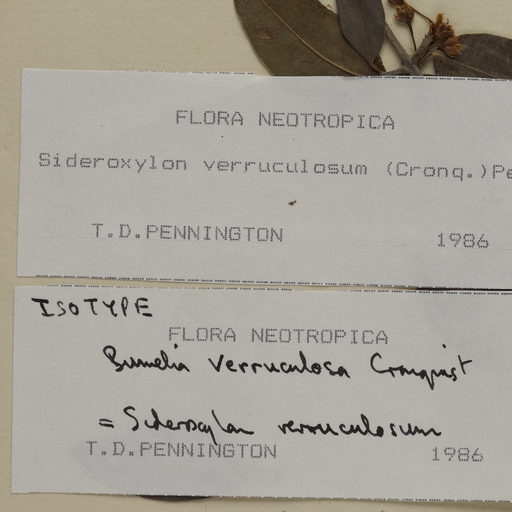 FLORA NEOTROPICA
Sideroxylon verruculosum (Cronq.)Pe
T.D.PENNINGTON 1986
ISOTYPE
FLORA NEOTROPICA
Bumelia verruculosa Cronquist
= Sideroxylon verruculosum
T.D.PENNINGTON 1986